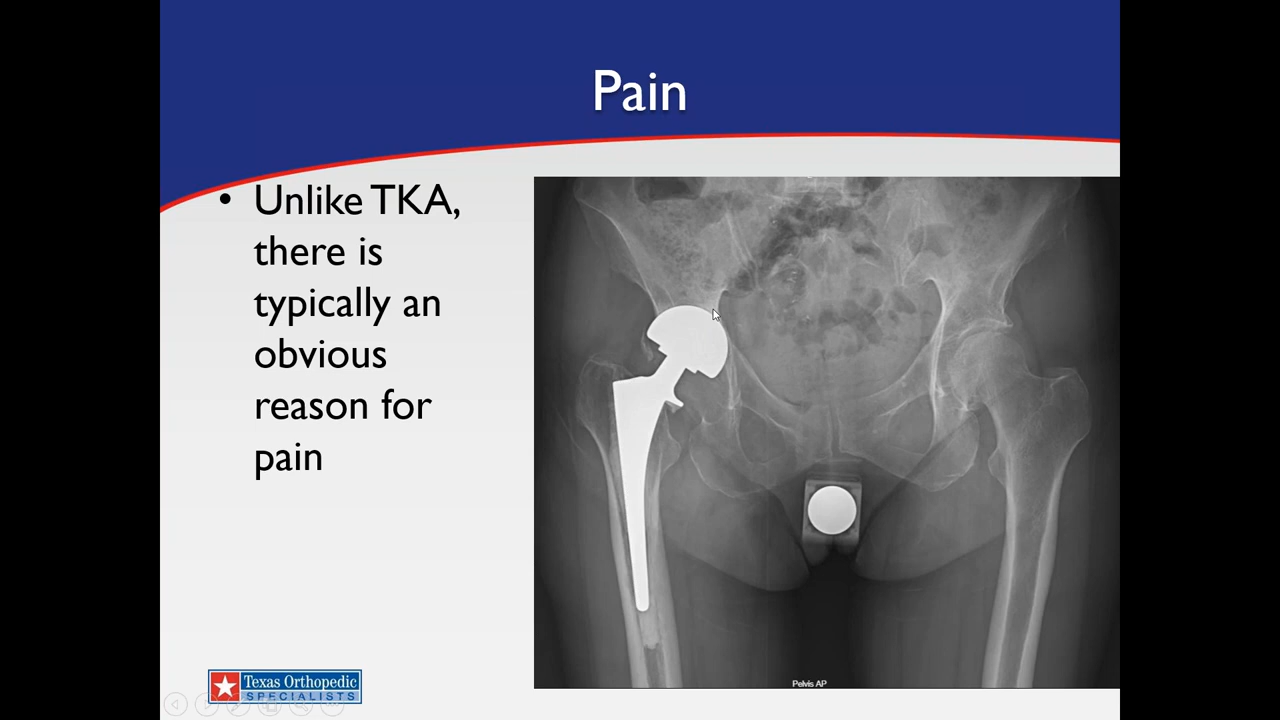 Pain
• Unlike TKA,
there is
typically an
obvious
reason for
pain
Pelvis AP
Texas Orthopedic
SPECIALISTS